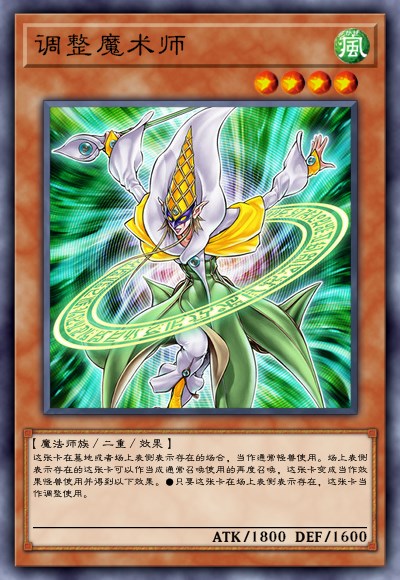 调整魔术师
風
【魔法师族／二重／效果】
这张卡在墓地或者场上表侧表示存在的场合，当作通常怪兽使用。场上表侧
表示存在的这张卡可以作当成通常召唤使用的再度召唤，这张卡变成当作效
果怪兽使用并得到以下效果。●只要这张卡在场上表侧表示存在，这张卡当
作调整使用。
ATK/1800 DEF/1600